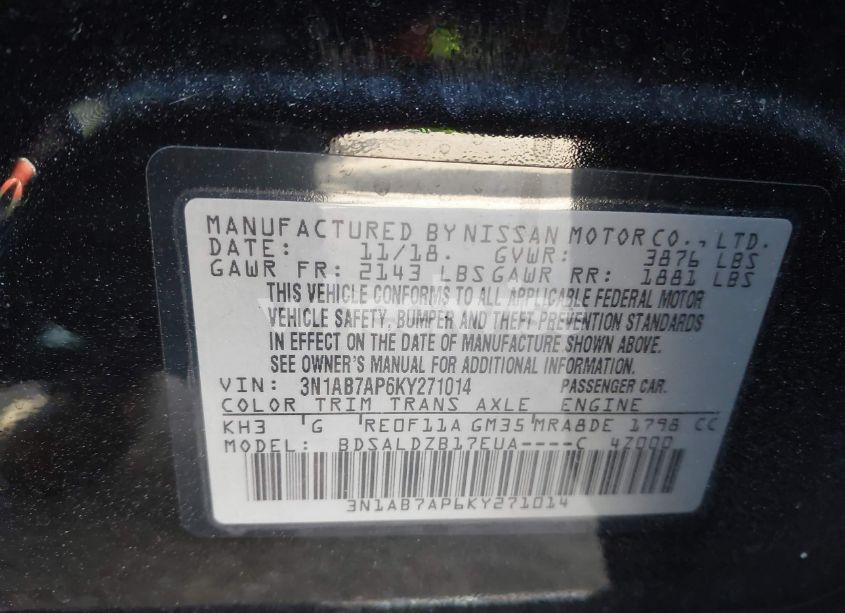 MANUFACTURED BY NISSAN MOTOR CO., LTD.
DATE: 11/18. GVWR: 3876 LBS
GAWR FR: 2143 LBS GAWR RR: 1881 LBS
THIS VEHICLE CONFORMS TO ALL APPLICABLE FEDERAL MOTOR
VEHICLE SAFETY, BUMPER AND THEFT PREVENTION STANDARDS
IN EFFECT ON THE DATE OF MANUFACTURE SHOWN ABOVE.
SEE OWNER'S MANUAL FOR ADDITIONAL INFORMATION.
VIN: 3N1AB7AP6KY271014 PASSENGER CAR.
COLOR TRIM TRANS AXLE ENGINE
KH3 G RE0F11A GM35 MRA8DE 1798 CC
MODEL: BDSALDZB17EUA----C 4Z000
3N1AB7AP6KY271014